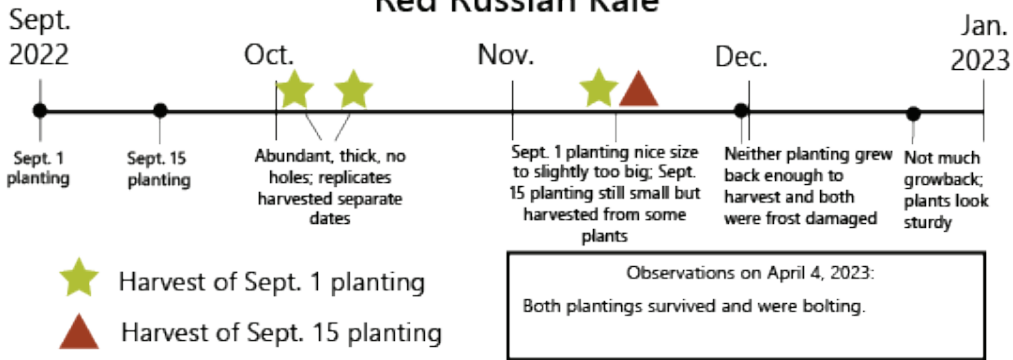 Red Russian Kale
Sept.
2022
Oct.
Nov.
Dec.
Jan.
2023
Sept. 1
planting
Sept. 15
planting
Abundant, thick, no
holes; replicates
harvested separate
dates
Sept. 1 planting nice size
to slightly too big; Sept.
15 planting still small but
harvested from some
plants
Neither planting grew
back enough to
harvest and both
were frost damaged
Not much
growback;
plants look
sturdy
Harvest of Sept. 1 planting
Harvest of Sept. 15 planting
Observations on April 4, 2023:
Both plantings survived and were bolting.